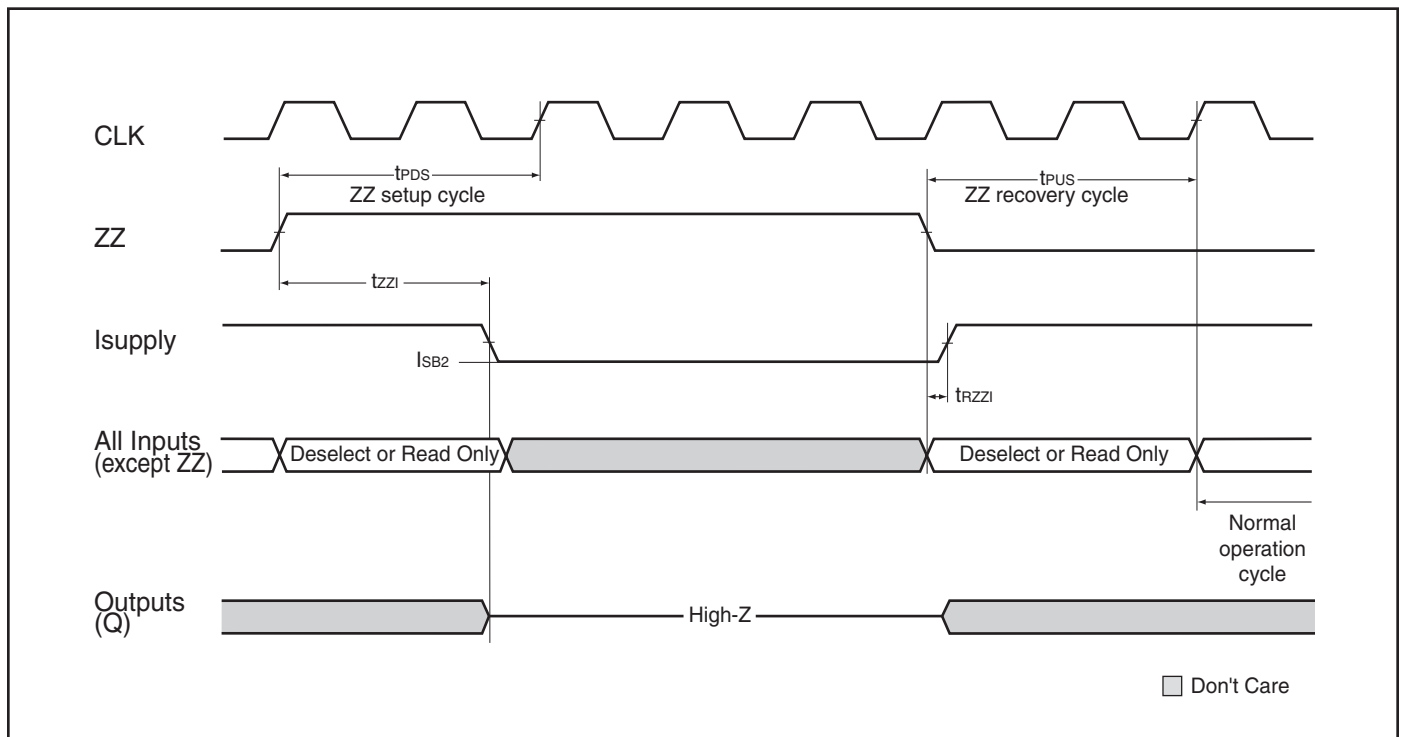 CLK
tPDS
ZZ setup cycle
tPUS
ZZ recovery cycle
ZZ
tZZI
Isupply
ISB2
tRZZI
All Inputs
(except ZZ)
Deselect or Read Only
Deselect or Read Only
Normal
operation
cycle
Outputs
(Q)
High-Z
Don't Care